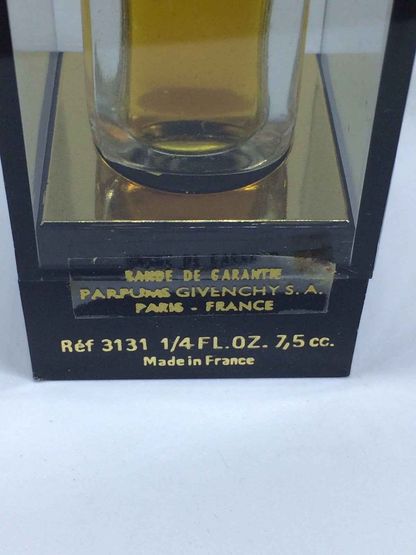 BANDE DE GARANTIE
PARFUMS GIVENCHY S.A.
PARIS - FRANCE
Réf 3131 1/4 FL.OZ. 7,5 cc.
Made in France